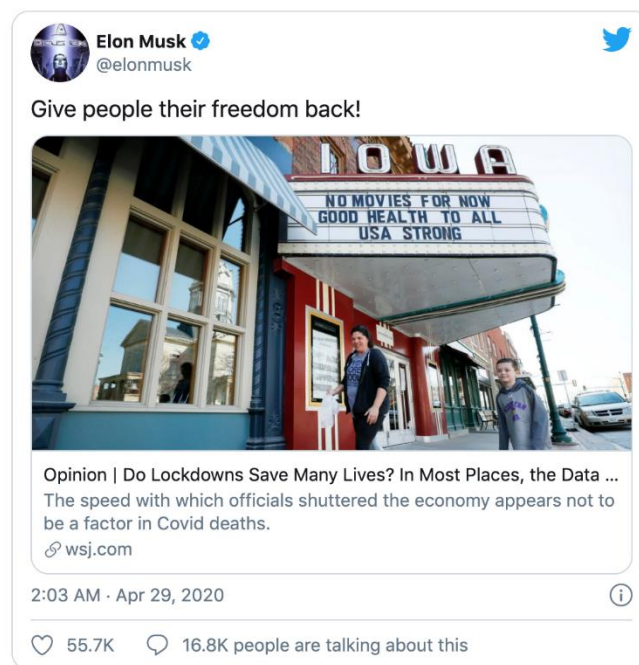 Elon Musk
@elonmusk
Give people their freedom back!
IOWA
NO MOVIES FOR NOW
GOOD HEALTH TO ALL
USA STRONG
Opinion | Do Lockdowns Save Many Lives? In Most Places, the Data ...
The speed with which officials shuttered the economy appears not to
be a factor in Covid deaths.
wsj.com
2:03 AM · Apr 29, 2020
55.7K 16.8K people are talking about this